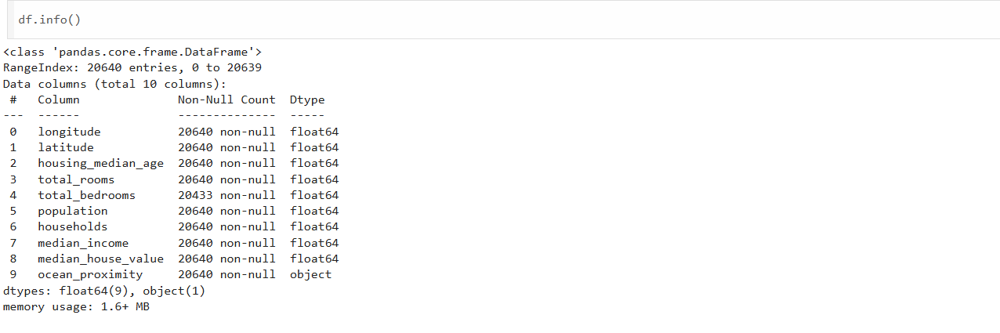 df.info()
<class 'pandas.core.frame.DataFrame'>
RangeIndex: 20640 entries, 0 to 20639
Data columns (total 10 columns):
 #   Column              Non-Null Count  Dtype
---  ------              --------------  -----
 0   longitude           20640 non-null  float64
 1   latitude            20640 non-null  float64
 2   housing_median_age  20640 non-null  float64
 3   total_rooms         20640 non-null  float64
 4   total_bedrooms      20433 non-null  float64
 5   population          20640 non-null  float64
 6   households          20640 non-null  float64
 7   median_income       20640 non-null  float64
 8   median_house_value  20640 non-null  float64
 9   ocean_proximity     20640 non-null  object
dtypes: float64(9), object(1)
memory usage: 1.6+ MB